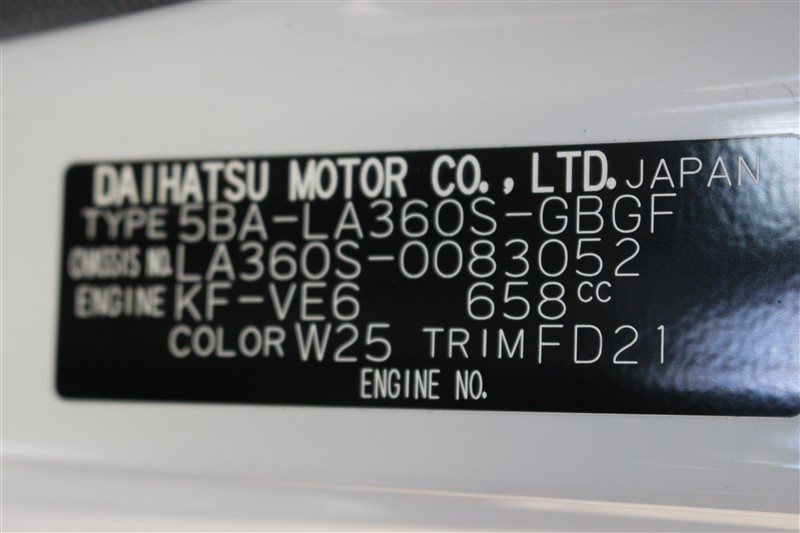 DAIHATSU MOTOR CO., LTD. JAPAN
TYPE 5BA-LA360S-GBGF
CHASSIS NO. LA360S-0083052
ENGINE KF-VE6 658cc
COLOR W25 TRIM FD21
ENGINE NO.